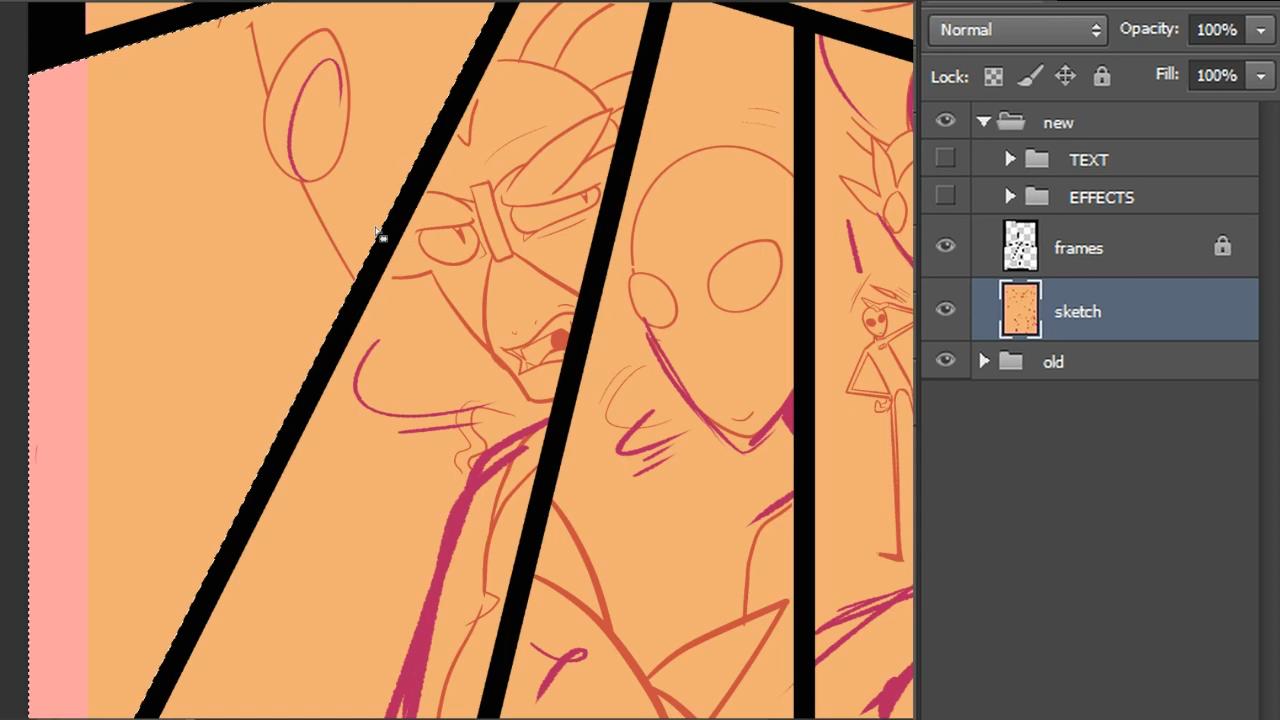 Normal Opacity: 100%
Lock: Fill: 100%
new
TEXT
EFFECTS
frames
sketch
old